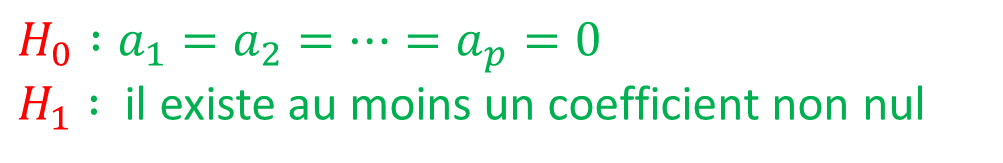 H₀ : a₁ = a₂ = ⋯ = aₚ = 0
H₁ : il existe au moins un coefficient non nul